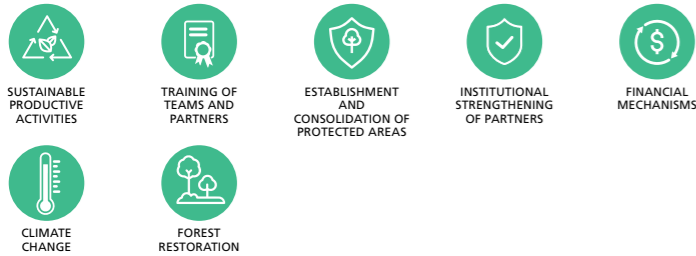 SUSTAINABLE
PRODUCTIVE
ACTIVITIES
TRAINING OF
TEAMS AND
PARTNERS
ESTABLISHMENT
AND
CONSOLIDATION OF
PROTECTED AREAS
INSTITUTIONAL
STRENGTHENING
OF PARTNERS
$
FINANCIAL
MECHANISMS
CLIMATE
CHANGE
FOREST
RESTORATION